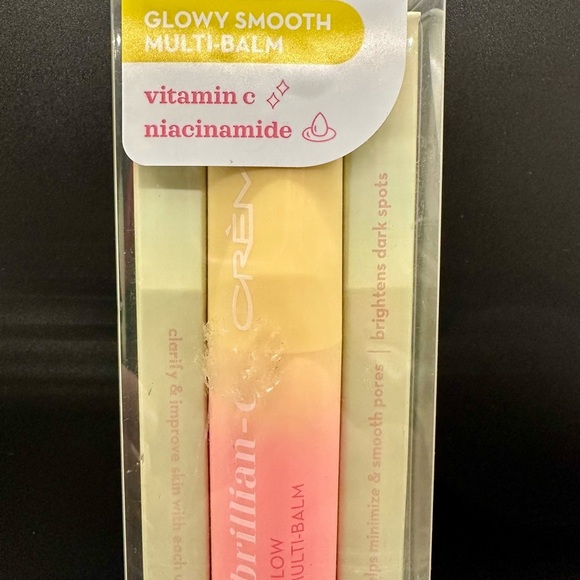 GLOWY SMOOTH
MULTI-BALM
vitamin c
niacinamide
CRÈM
brillian-c
LOW
MULTI-BALM
clarify & improve skin with
lps minimize & smooth pores | brightens dark spots